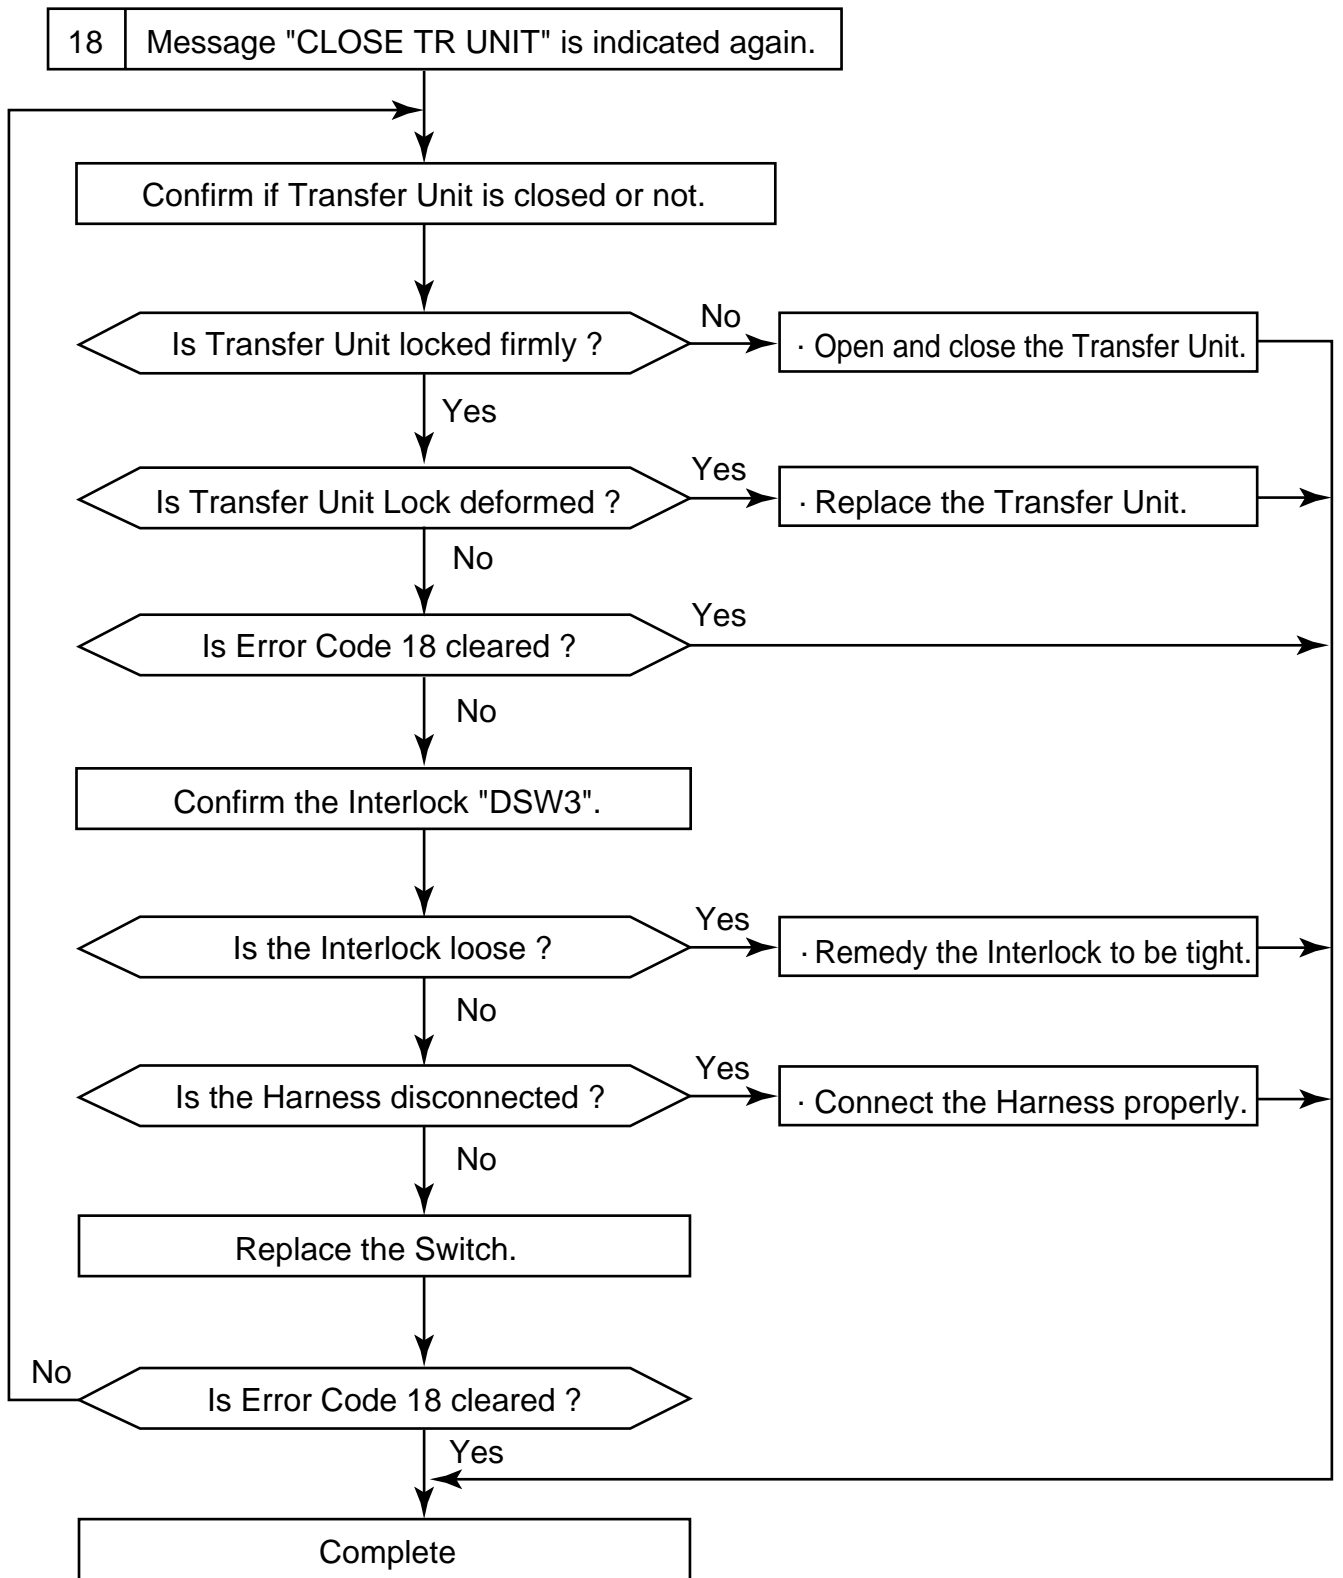 18 Message "CLOSE TR UNIT" is indicated again.
Confirm if Transfer Unit is closed or not.
Is Transfer Unit locked firmly ?
No
· Open and close the Transfer Unit.
Yes
Is Transfer Unit Lock deformed ?
Yes
· Replace the Transfer Unit.
No
Is Error Code 18 cleared ?
Yes
No
Confirm the Interlock "DSW3".
Is the Interlock loose ?
Yes
· Remedy the Interlock to be tight.
No
Is the Harness disconnected ?
Yes
· Connect the Harness properly.
No
Replace the Switch.
No
Is Error Code 18 cleared ?
Yes
Complete